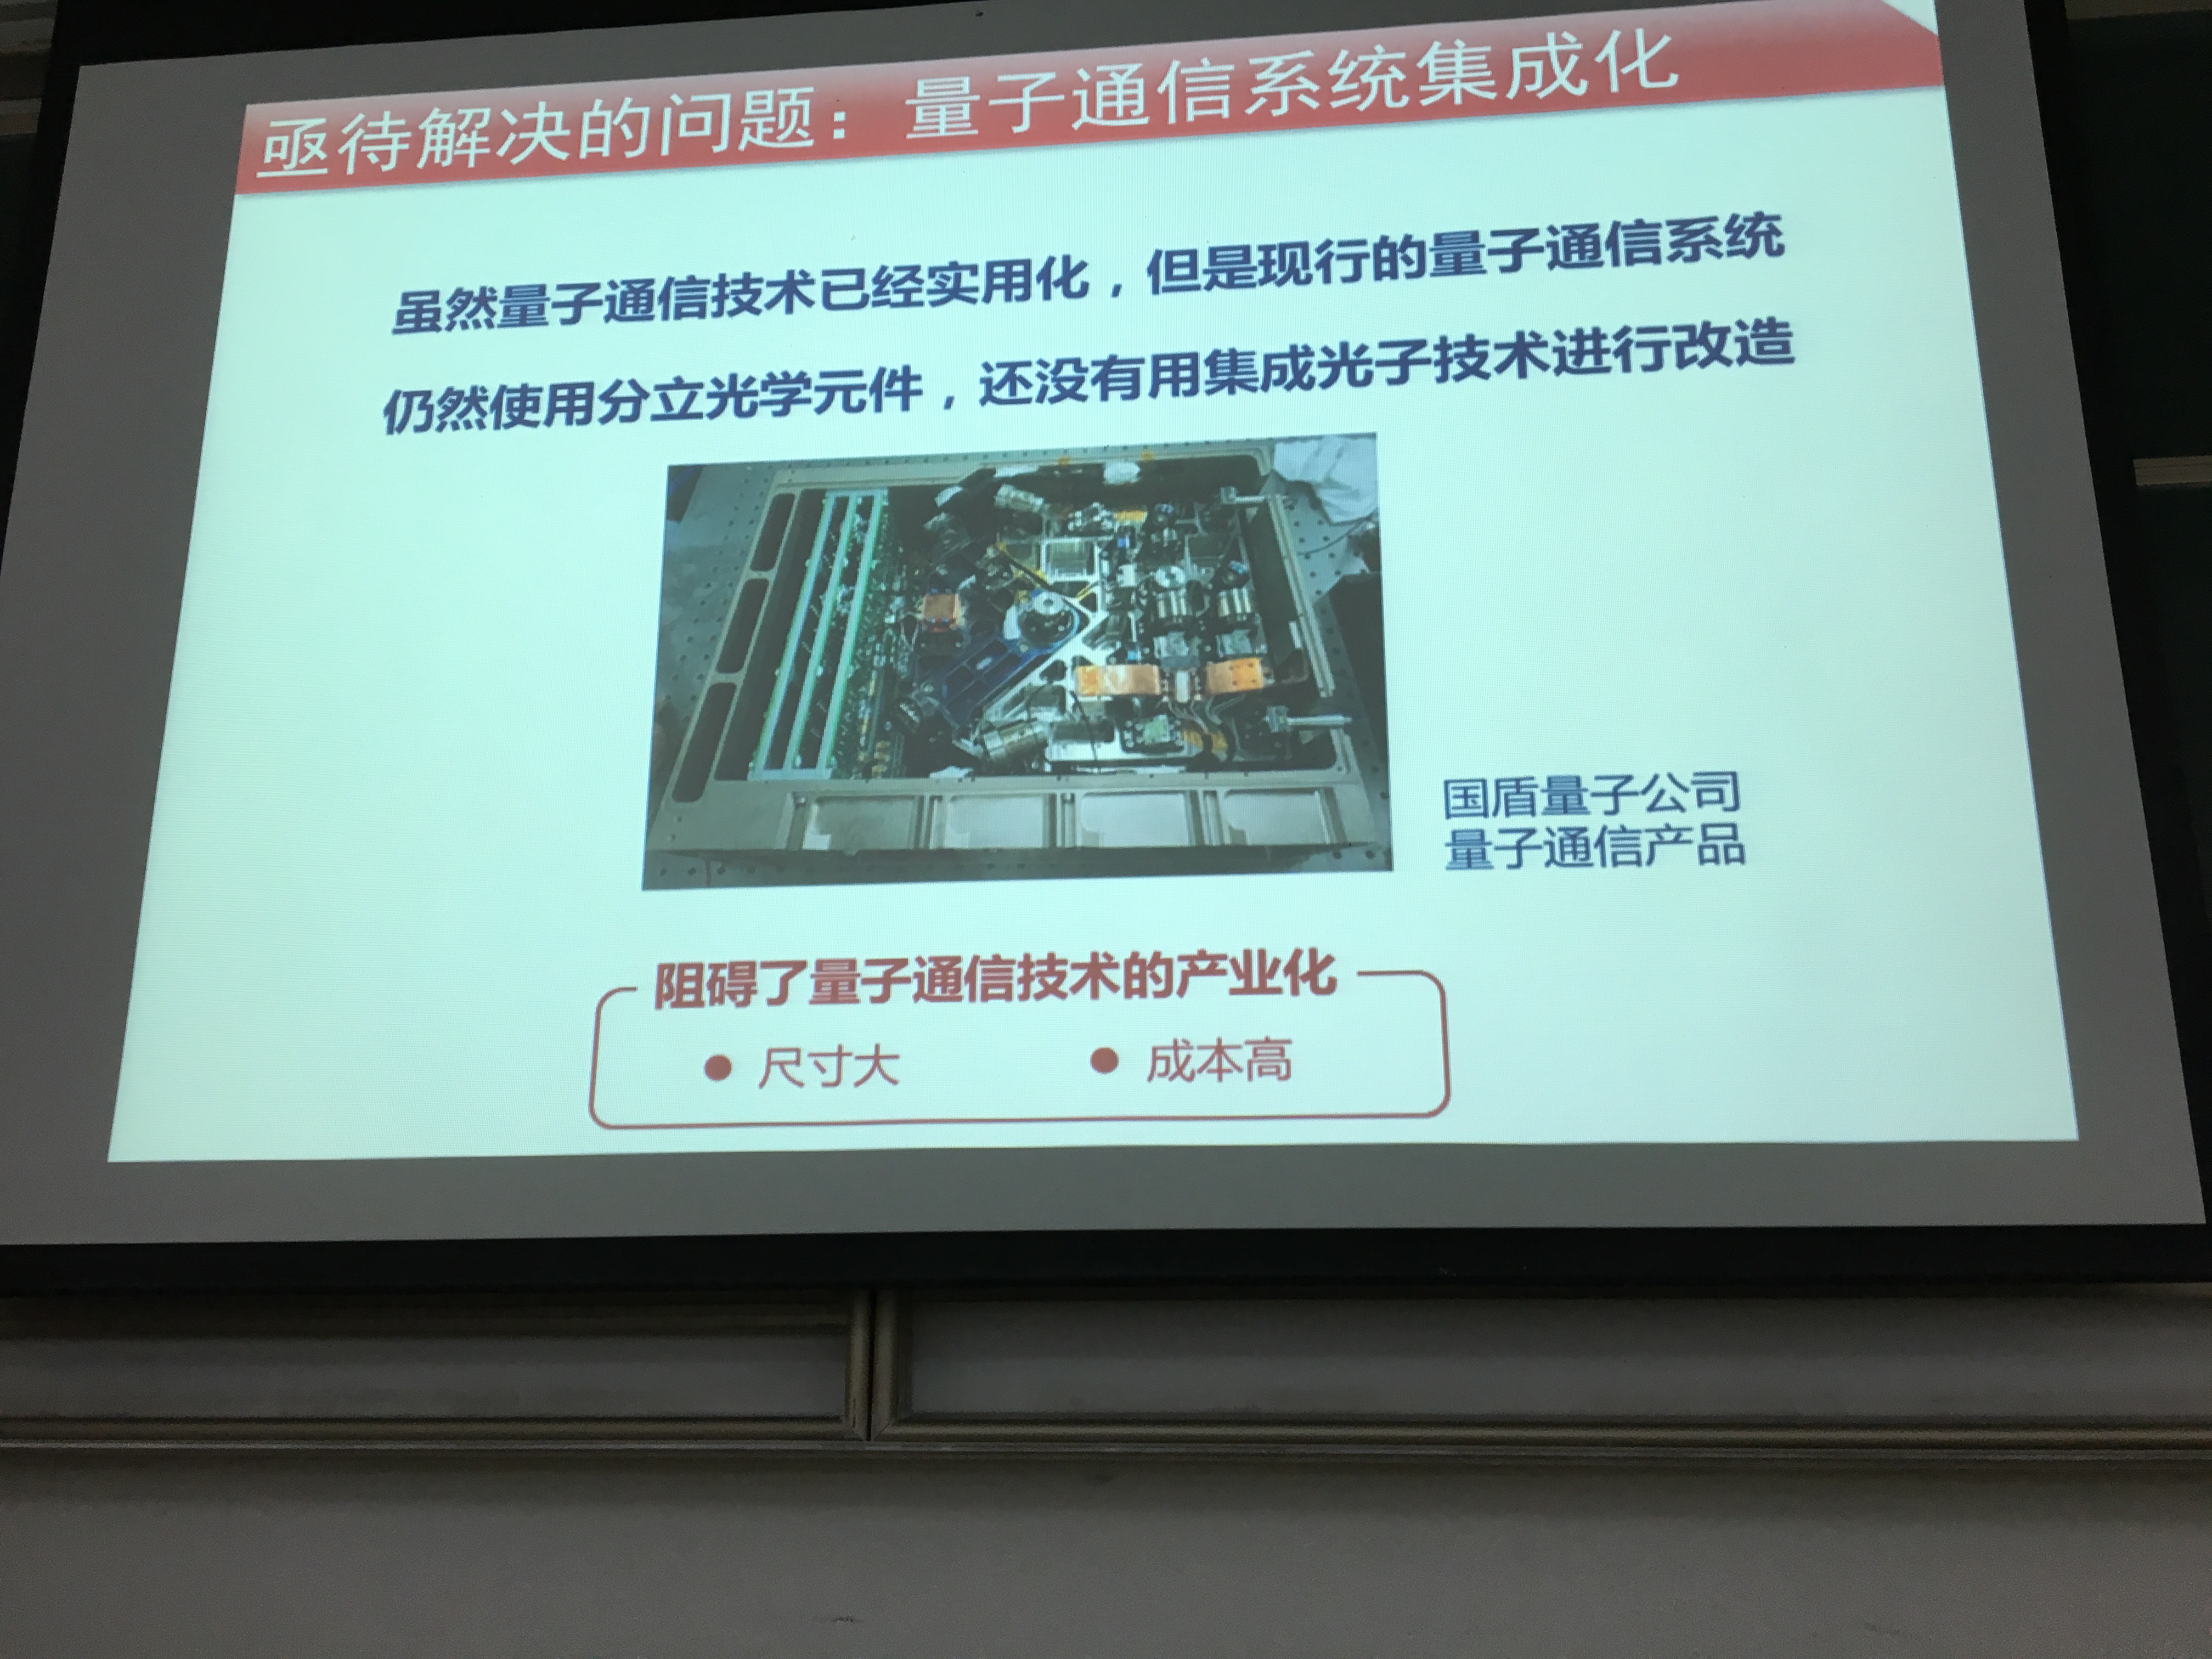 亟待解决的问题：量子通信系统集成化
虽然量子通信技术已经实用化，但是现行的量子通信系统
仍然使用分立光学元件，还没有用集成光子技术进行改造
国盾量子公司
量子通信产品
阻碍了量子通信技术的产业化
● 尺寸大 ● 成本高